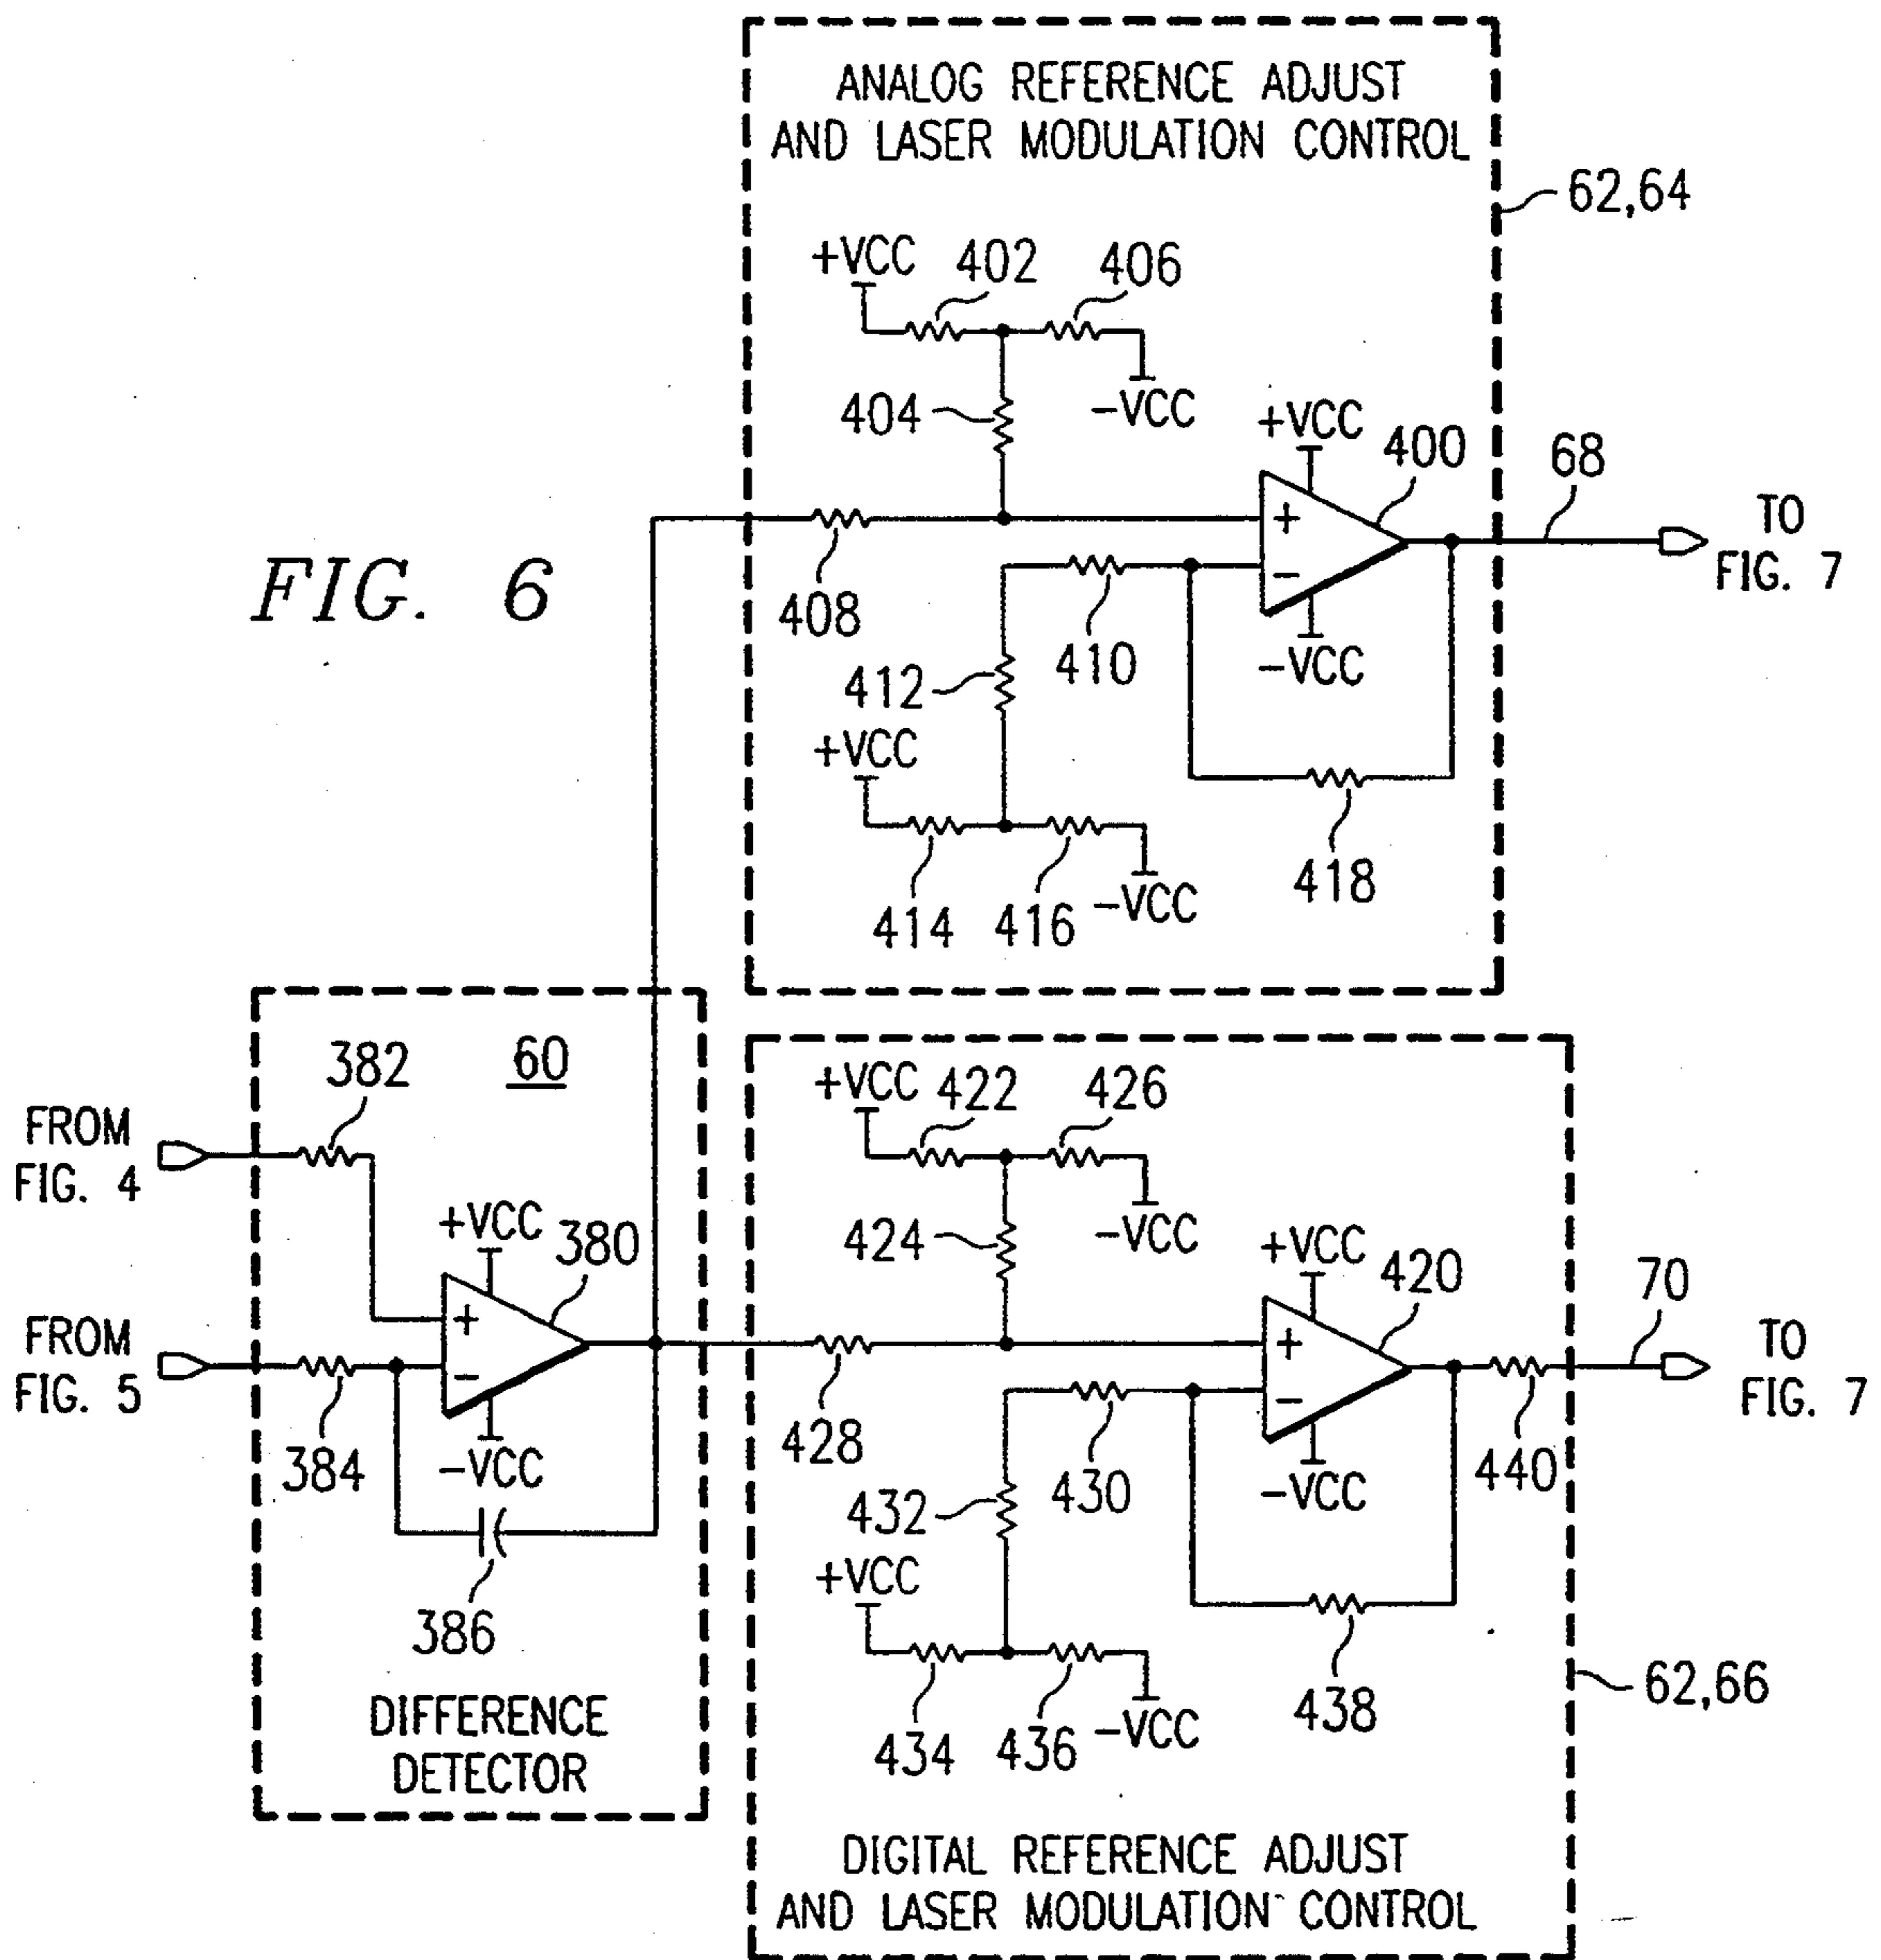 ANALOG REFERENCE ADJUST
AND LASER MODULATION CONTROL
62,64
+VCC 402 406
404 -VCC
+VCC 400 68
+
-
TO
FIG. 7
FIG. 6
408
410 -VCC
412
+VCC
418
414 416 -VCC
60
382
+VCC 422 426
FROM
FIG. 4
424 -VCC
+VCC 380
+VCC 420 70
FROM
FIG. 5
+
-
+
-
TO
FIG. 7
384 -VCC
428 430 -VCC 440
432
386
+VCC
438
434 436 -VCC
62,66
DIFFERENCE
DETECTOR
DIGITAL REFERENCE ADJUST
AND LASER MODULATION CONTROL